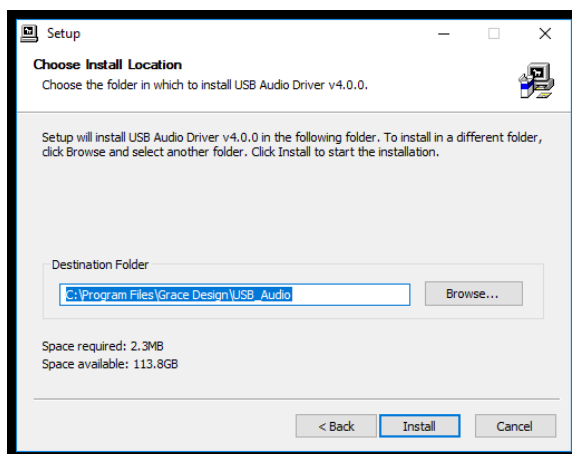 Setup
Choose Install Location
Choose the folder in which to install USB Audio Driver v4.0.0.
Setup will install USB Audio Driver v4.0.0 in the following folder. To install in a different folder,
click Browse and select another folder. Click Install to start the installation.
Destination Folder
C:\Program Files\Grace Design\USB_Audio
Browse...
Space required: 2.3MB
Space available: 113.8GB
< Back
Install
Cancel